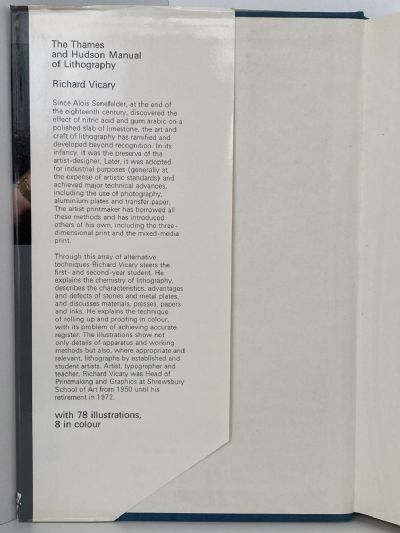 The Thames
and Hudson Manual
of Lithography
Richard Vicary
Since Alois Senefelder, at the end of
the eighteenth century, discovered the
effect of nitric acid and gum arabic on a
polished slab of limestone, the art and
craft of lithography has ramified and
developed beyond recognition. In its
infancy, it was the preserve of the
artist-designer. Later, it was adopted
for industrial purposes (generally at
the expense of artistic standards) and
achieved major technical advances,
including the use of photography,
aluminium plates and transfer paper.
The artist printmaker has borrowed all
these methods and has introduced
others of his own, including the three-
dimensional print and the mixed-media
print.
Through this array of alternative
techniques Richard Vicary steers the
first- and second-year student. He
explains the chemistry of lithography,
describes the characteristics, advantages
and defects of stones and metal plates,
and discusses materials, presses, papers
and inks. He explains the technique
of rolling up and proofing in colour,
with its problem of achieving accurate
register. The illustrations show not
only details of apparatus and working
methods but also, where appropriate and
relevant, lithographs by established and
student artists. Artist, typographer and
teacher, Richard Vicary was Head of
Printmaking and Graphics at Shrewsbury
School of Art from 1950 until his
retirement in 1972.
with 78 illustrations,
8 in colour